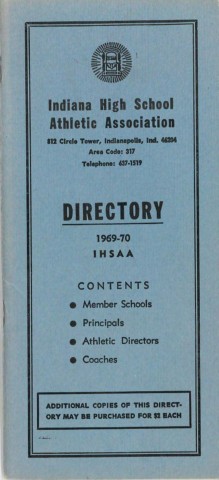 Indiana High School
Athletic Association
812 Circle Tower, Indianapolis, Ind. 46204
Area Code: 317
Telephone: 637-1519
DIRECTORY
1969-70
IHSAA
CONTENTS
● Member Schools
● Principals
● Athletic Directors
● Coaches
ADDITIONAL COPIES OF THIS DIRECT-
ORY MAY BE PURCHASED FOR $2 EACH